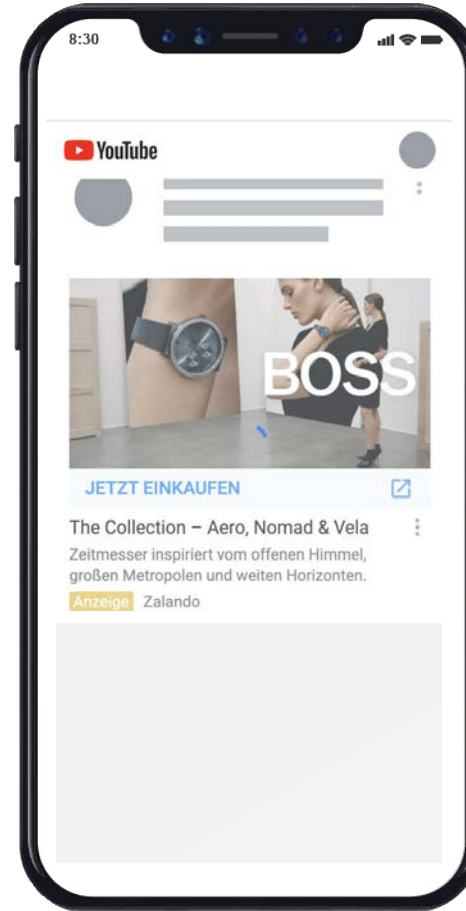 8:30
YouTube
BOSS
JETZT EINKAUFEN
The Collection – Aero, Nomad & Vela
Zeitmesser inspiriert vom offenen Himmel,
großen Metropolen und weiten Horizonten.
Anzeige Zalando